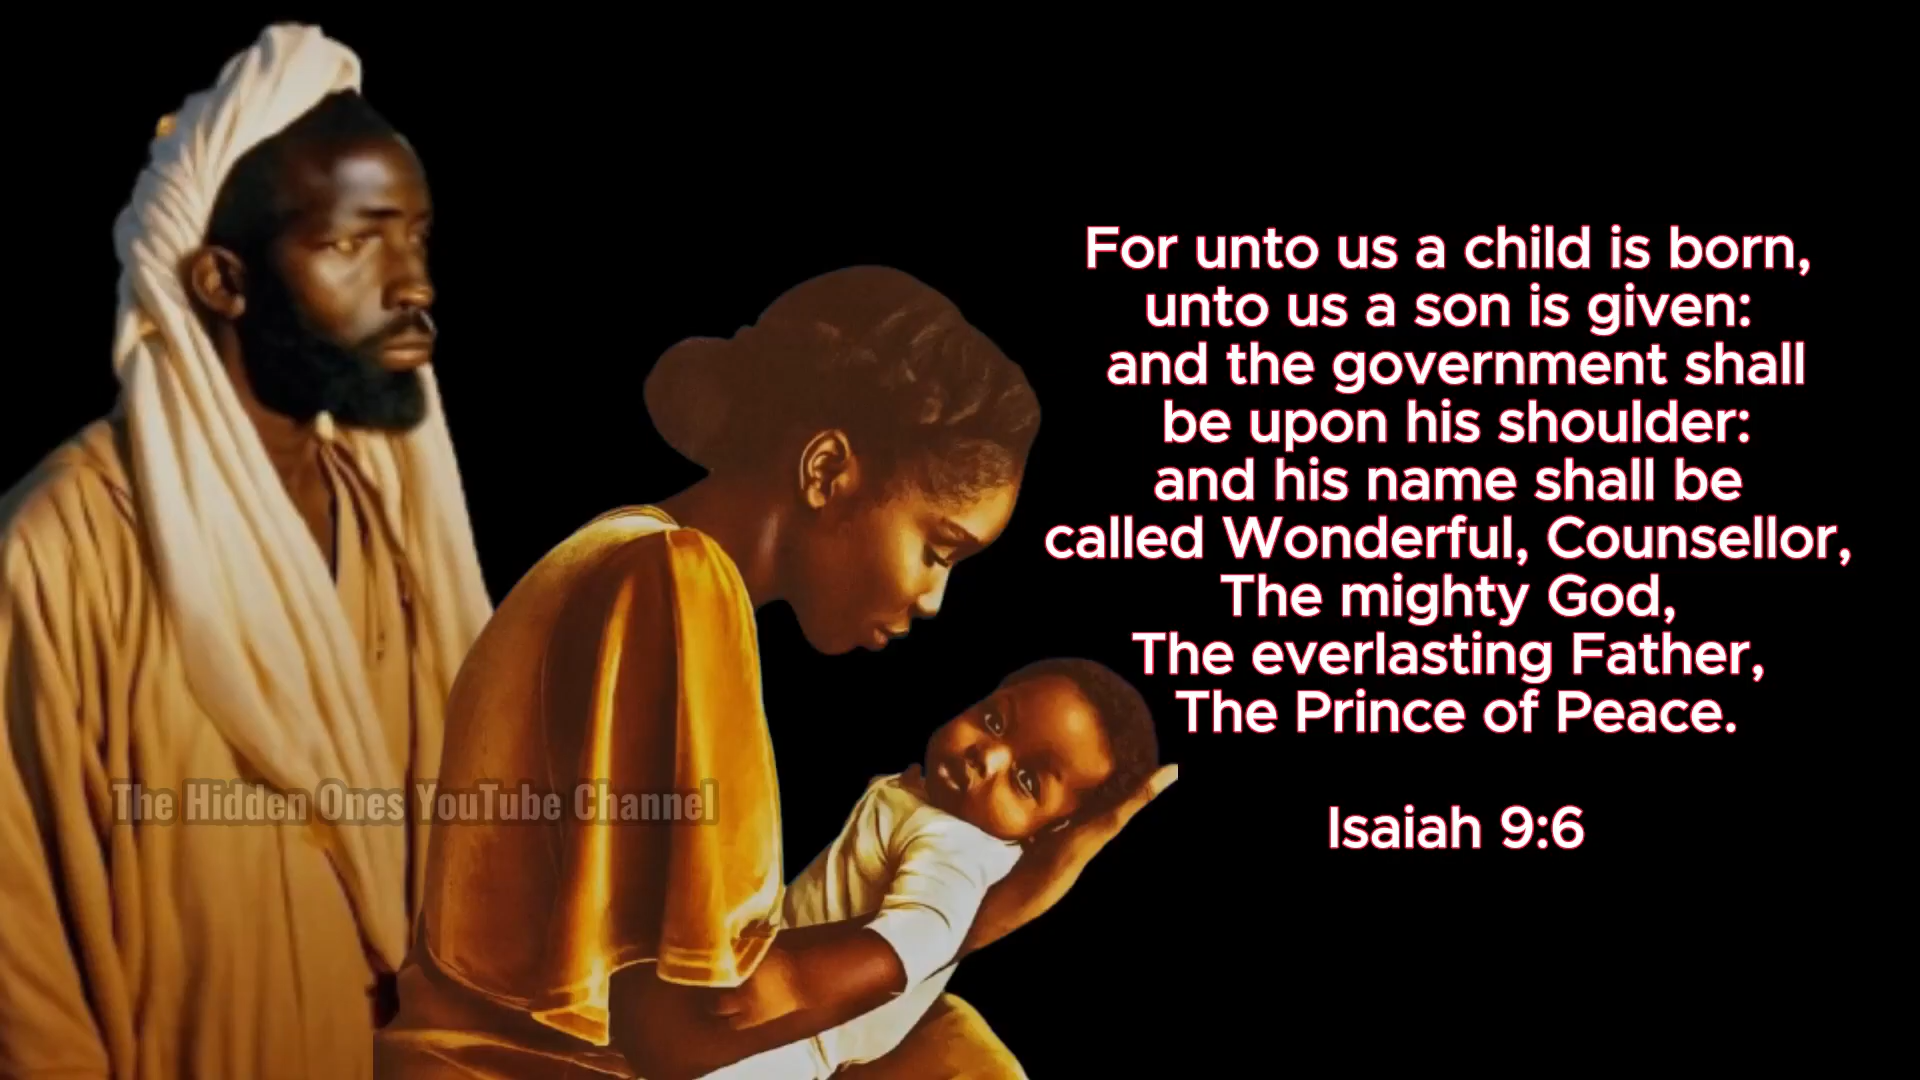 For unto us a child is born,
unto us a son is given:
and the government shall
be upon his shoulder:
and his name shall be
called Wonderful, Counsellor,
The mighty God,
The everlasting Father,
The Prince of Peace.
Isaiah 9:6
The Hidden Ones YouTube Channel